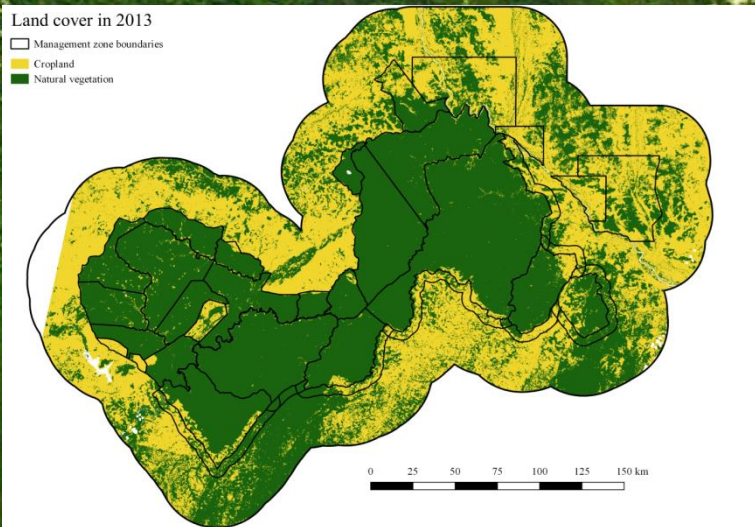 Land cover in 2013
Management zone boundaries
Cropland
Natural vegetation
0 25 50 75 100 125 150 km